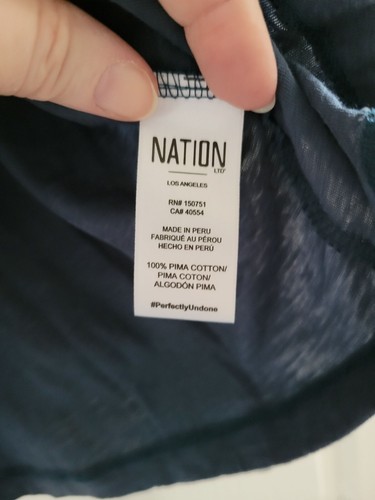 NATION
LTD
LOS ANGELES
RN# 150751
CA# 40554
MADE IN PERU
FABRIQUÉ AU PÉROU
HECHO EN PERÚ
100% PIMA COTTON/
PIMA COTON/
ALGODÓN PIMA
#PerfectlyUndone